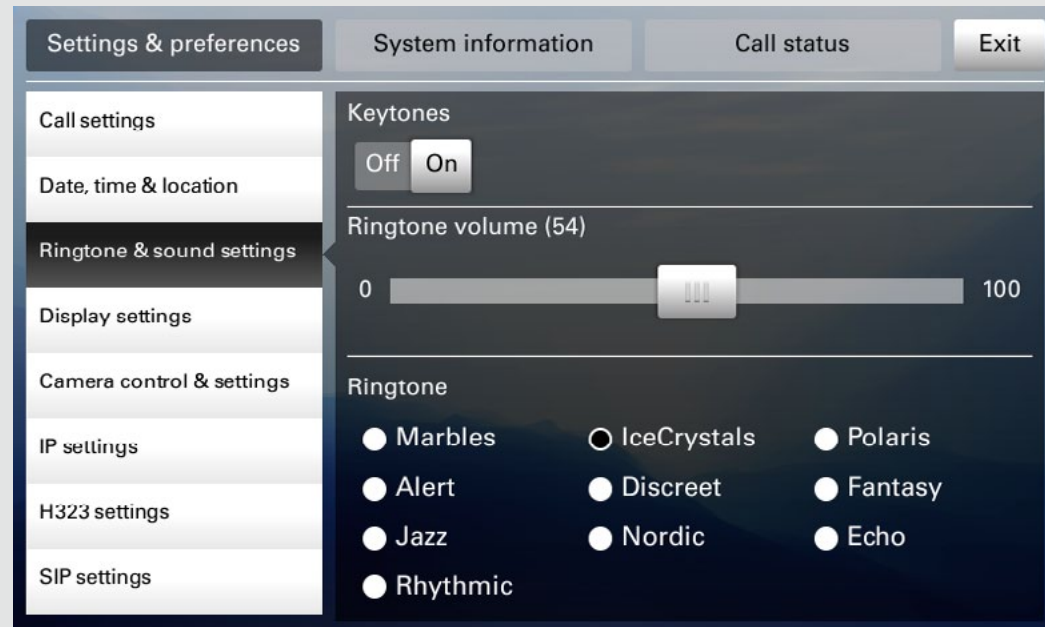 Settings & preferences System information Call status Exit
Call settings
Date, time & location
Ringtone & sound settings
Display settings
Camera control & settings
IP settings
H323 settings
SIP settings
Keytones
Off On
Ringtone volume (54)
0 100
Ringtone
Marbles IceCrystals Polaris
Alert Discreet Fantasy
Jazz Nordic Echo
Rhythmic